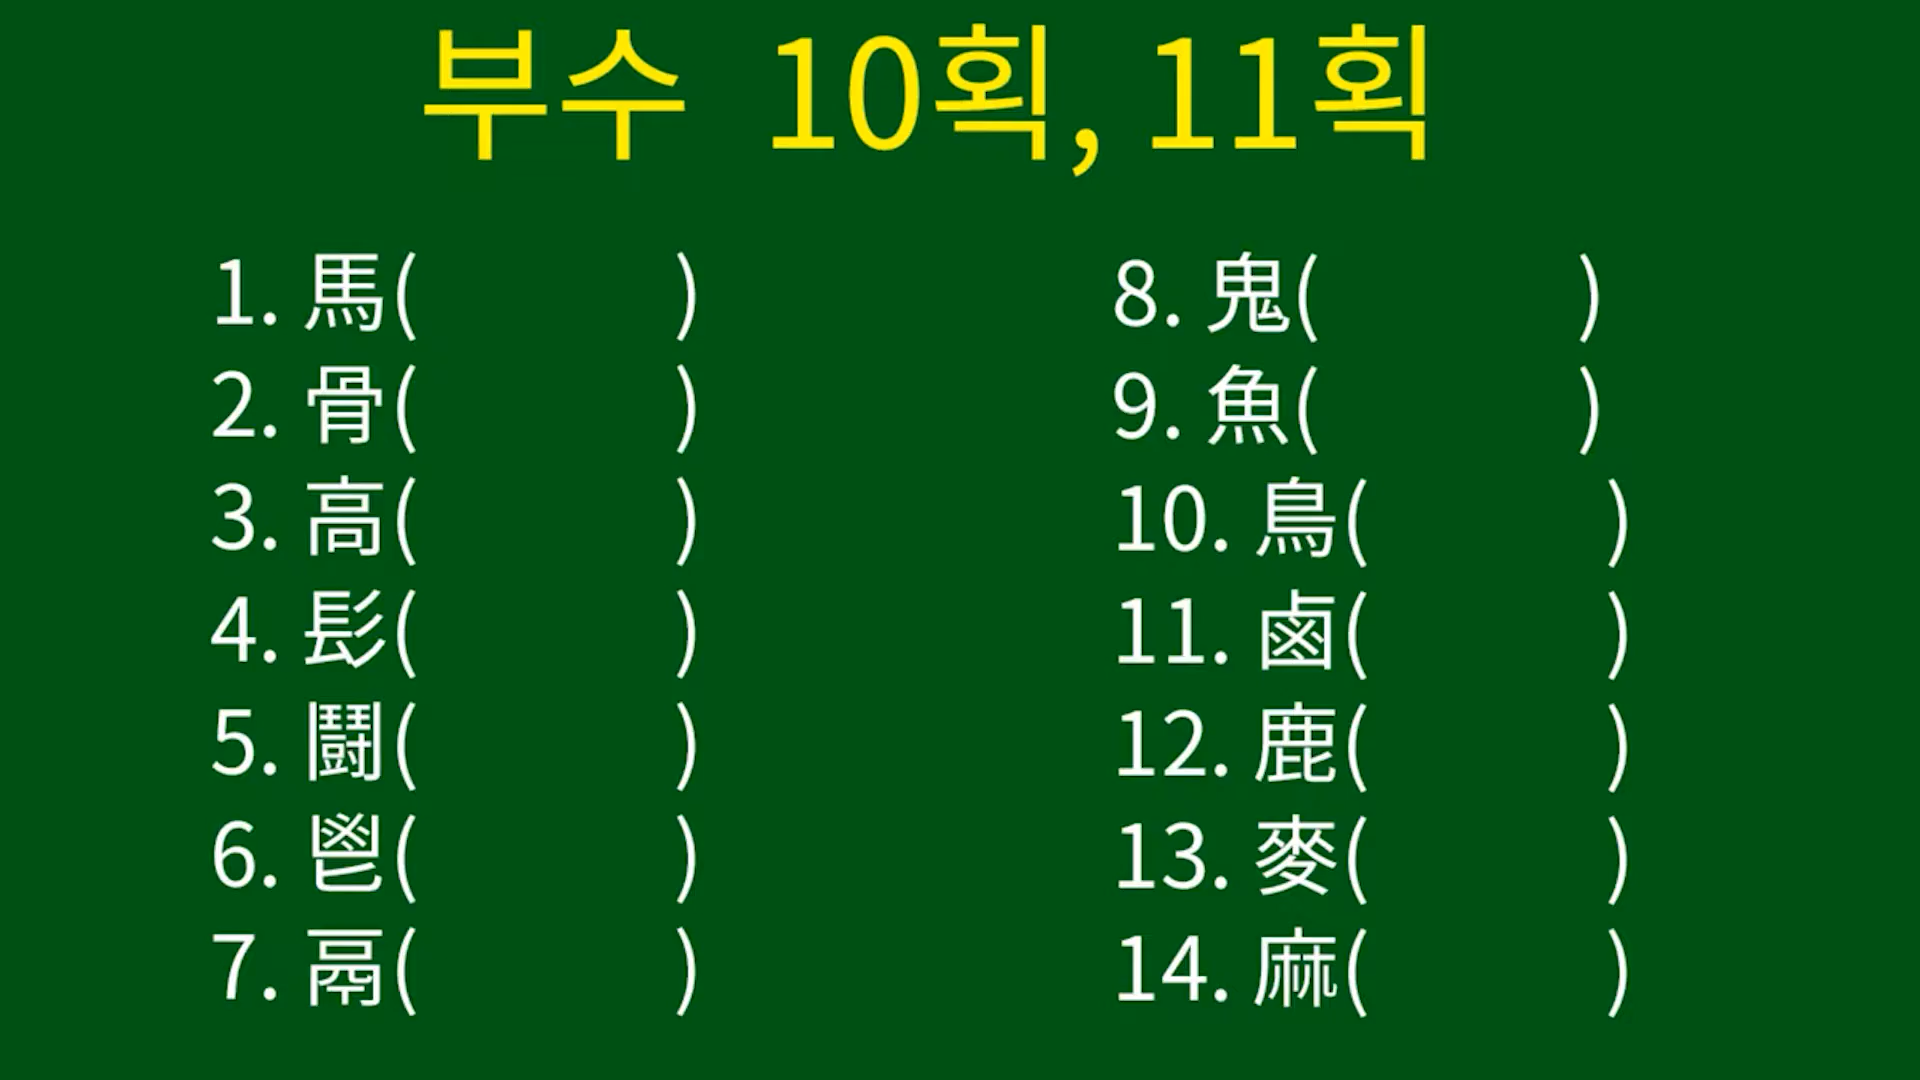 부수 10획, 11획
1. 馬( )
2. 骨( )
3. 高( )
4. 髟( )
5. 鬪( )
6. 鬯( )
7. 鬲( )
8. 鬼( )
9. 魚( )
10. 鳥( )
11. 鹵( )
12. 鹿( )
13. 麥( )
14. 麻( )